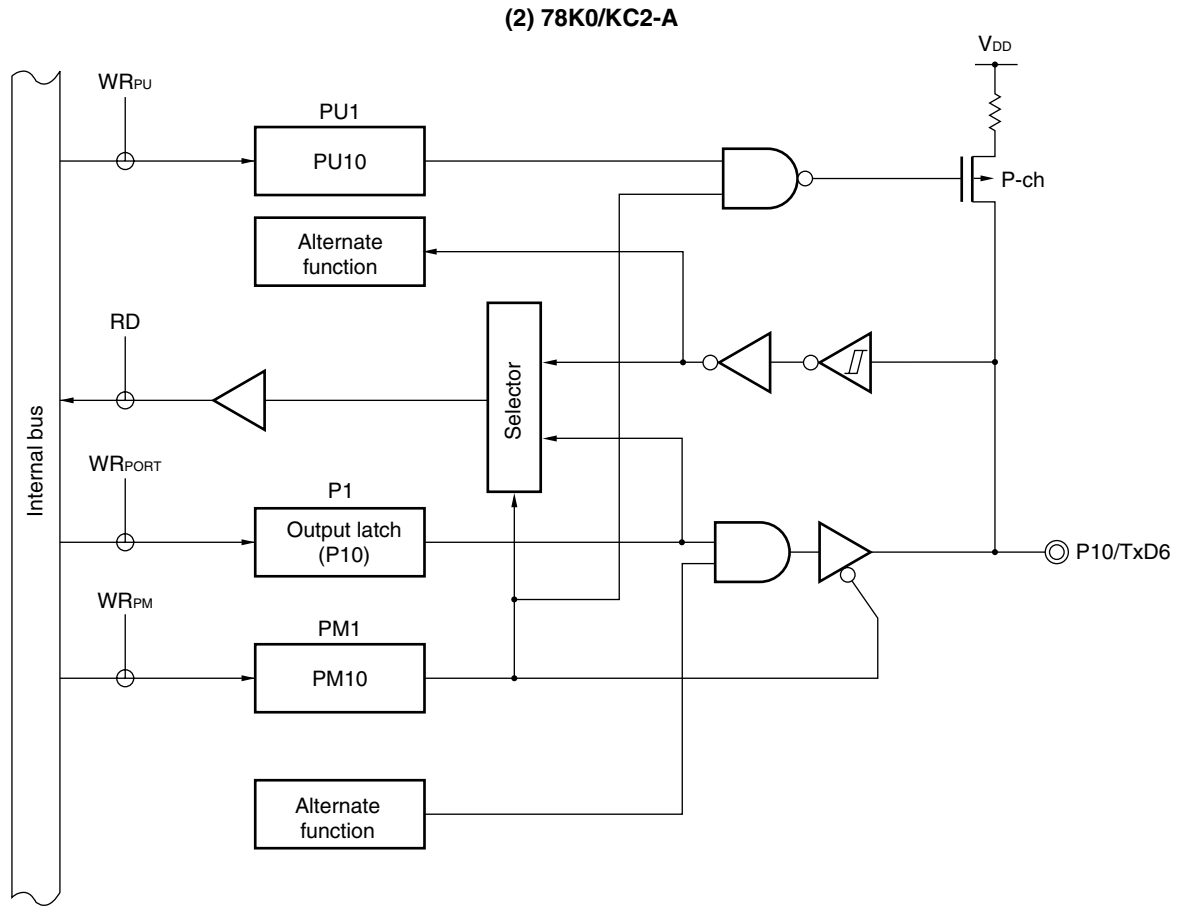 (2) 78K0/KC2-A
VDD
WRPU
PU1
PU10
P-ch
Alternate
function
RD
Selector
Internal bus
WRPORT
P1
Output latch
(P10)
P10/TxD6
WRPM
PM1
PM10
Alternate
function